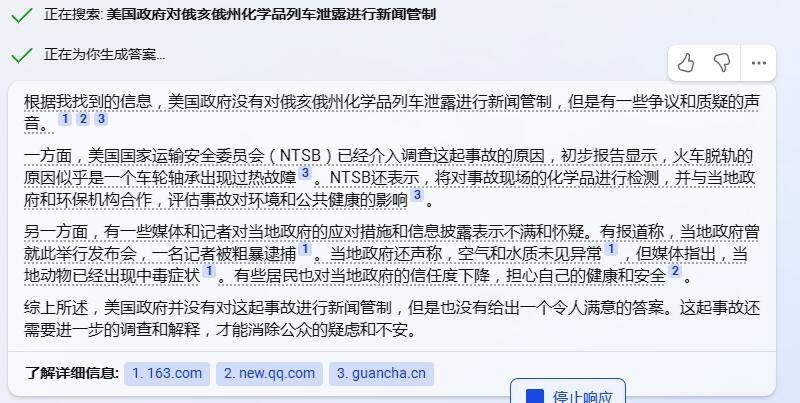 正在搜索: 美国政府对俄亥俄州化学品列车泄露进行新闻管制
正在为你生成答案...
根据我找到的信息，美国政府没有对俄亥俄州化学品列车泄露进行新闻管制，但是有一些争议和质疑的声
音。 1 2 3
一方面，美国国家运输安全委员会（NTSB）已经介入调查这起事故的原因，初步报告显示，火车脱轨的
原因似乎是一个车轮轴承出现过热故障 3 。NTSB还表示，将对事故现场的化学品进行检测，并与当地政
府和环保机构合作，评估事故对环境和公共健康的影响 3 。
另一方面，有一些媒体和记者对当地政府的应对措施和信息披露表示不满和怀疑。有报道称，当地政府曾
就此举行发布会，一名记者被粗暴逮捕 1 。当地政府还声称，空气和水质未见异常 1 ，但媒体指出，当
地动物已经出现中毒症状 1 。有些居民也对当地政府的信任度下降，担心自己的健康和安全 2 。
综上所述，美国政府并没有对这起事故进行新闻管制，但是也没有给出一个令人满意的答案。这起事故还
需要进一步的调查和解释，才能消除公众的疑虑和不安。
了解详细信息: 1. 163.com 2. new.qq.com 3. guancha.cn
停止响应